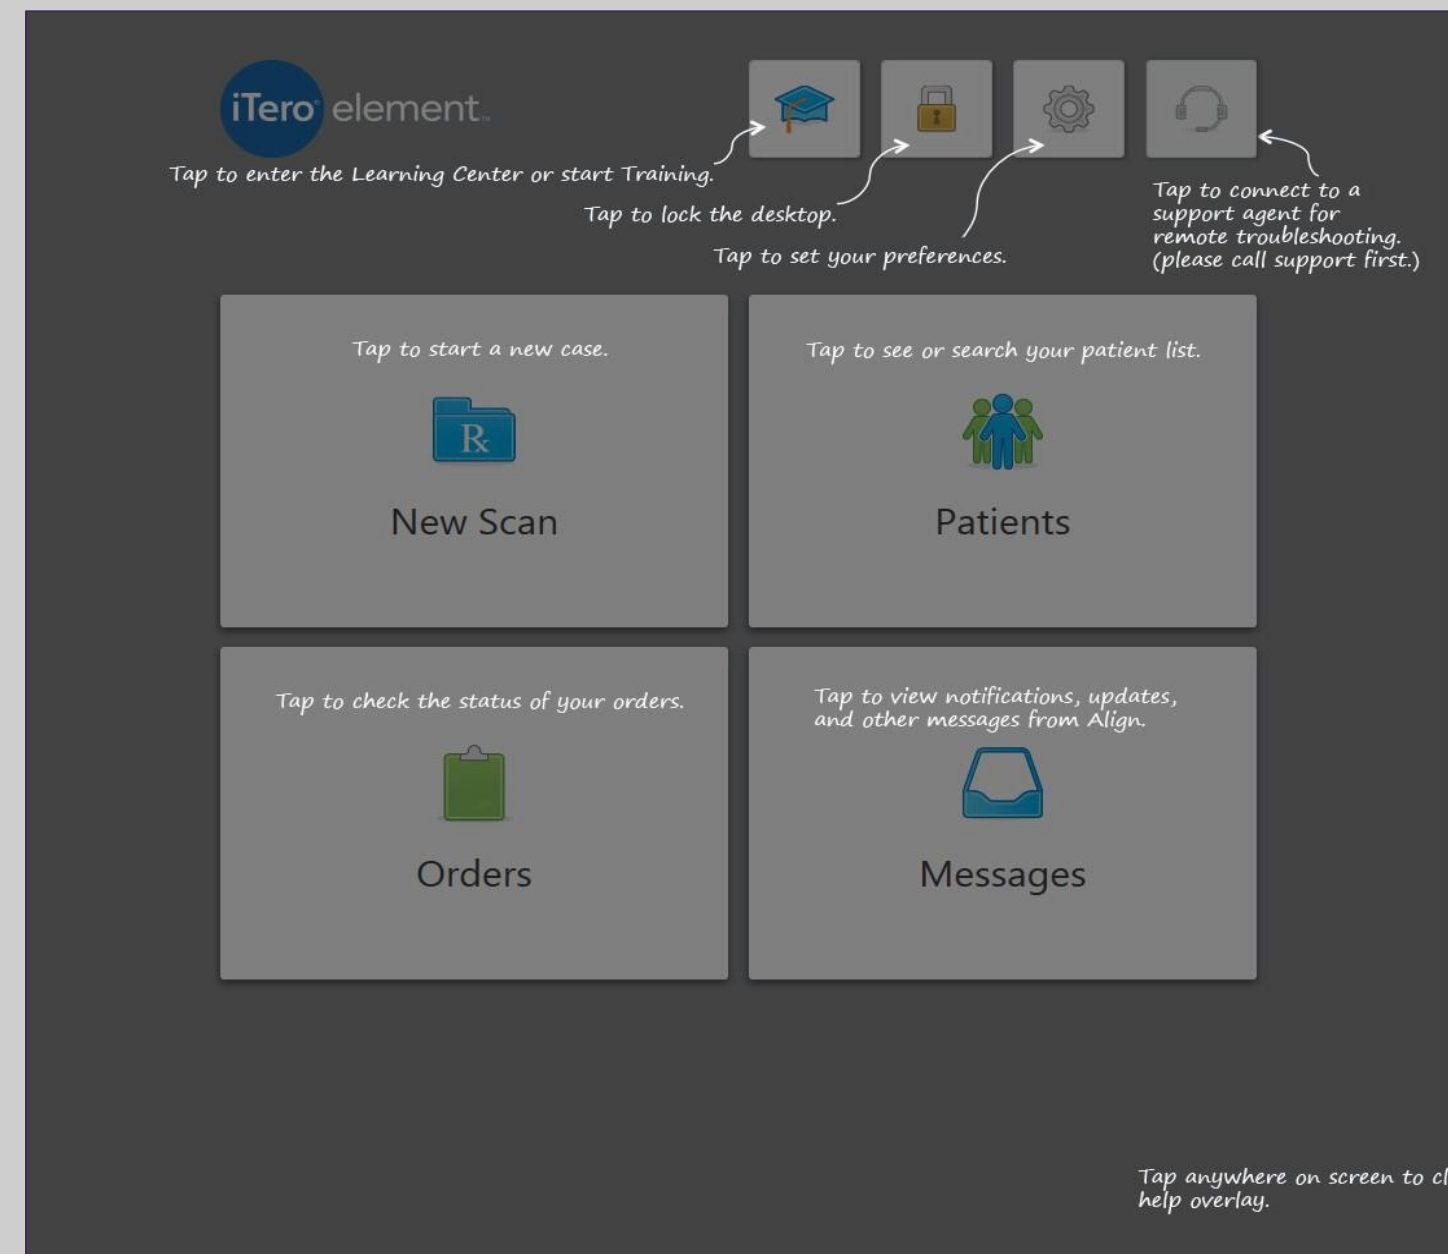 iTero element™
Tap to enter the Learning Center or start Training.
Tap to lock the desktop.
Tap to set your preferences.
Tap to connect to a
support agent for
remote troubleshooting.
(please call support first.)
Tap to start a new case.
Rx
New Scan
Tap to see or search your patient list.
Patients
Tap to check the status of your orders.
Orders
Tap to view notifications, updates,
and other messages from Align.
Messages
Tap anywhere on screen to cl
help overlay.